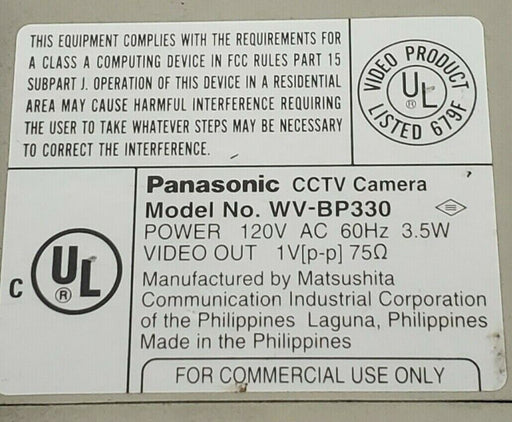 THIS EQUIPMENT COMPLIES WITH THE REQUIREMENTS FOR
A CLASS A COMPUTING DEVICE IN FCC RULES PART 15
SUBPART J. OPERATION OF THIS DEVICE IN A RESIDENTIAL
AREA MAY CAUSE HARMFUL INTERFERENCE REQUIRING
THE USER TO TAKE WHATEVER STEPS MAY BE NECESSARY
TO CORRECT THE INTERFERENCE.
VIDEO PRODUCT
UL
®
LISTED 679F
C
UL
®
Panasonic CCTV Camera
Model No. WV-BP330
POWER 120V AC 60Hz 3.5W
VIDEO OUT 1V[p-p] 75Ω
Manufactured by Matsushita
Communication Industrial Corporation
of the Philippines Laguna, Philippines
Made in the Philippines
FOR COMMERCIAL USE ONLY